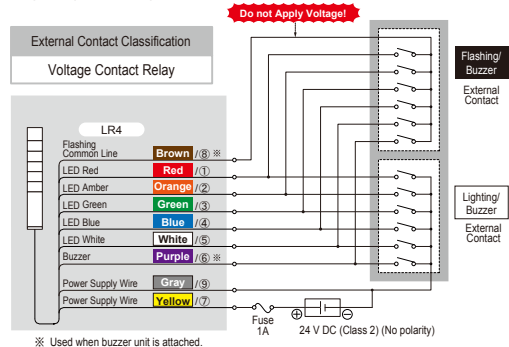 Do not Apply Voltage!
External Contact Classification
Voltage Contact Relay
Flashing/
Buzzer
External
Contact
LR4
Flashing
Common Line Brown /⑧ ※
LED Red Red /①
LED Amber Orange /②
LED Green Green /③
LED Blue Blue /④
LED White White /⑤
Buzzer Purple /⑥ ※
Power Supply Wire Gray /⑨
Power Supply Wire Yellow /⑦
Lighting/
Buzzer
External
Contact
Fuse
1A
24 V DC (Class 2) (No polarity)
※ Used when buzzer unit is attached.